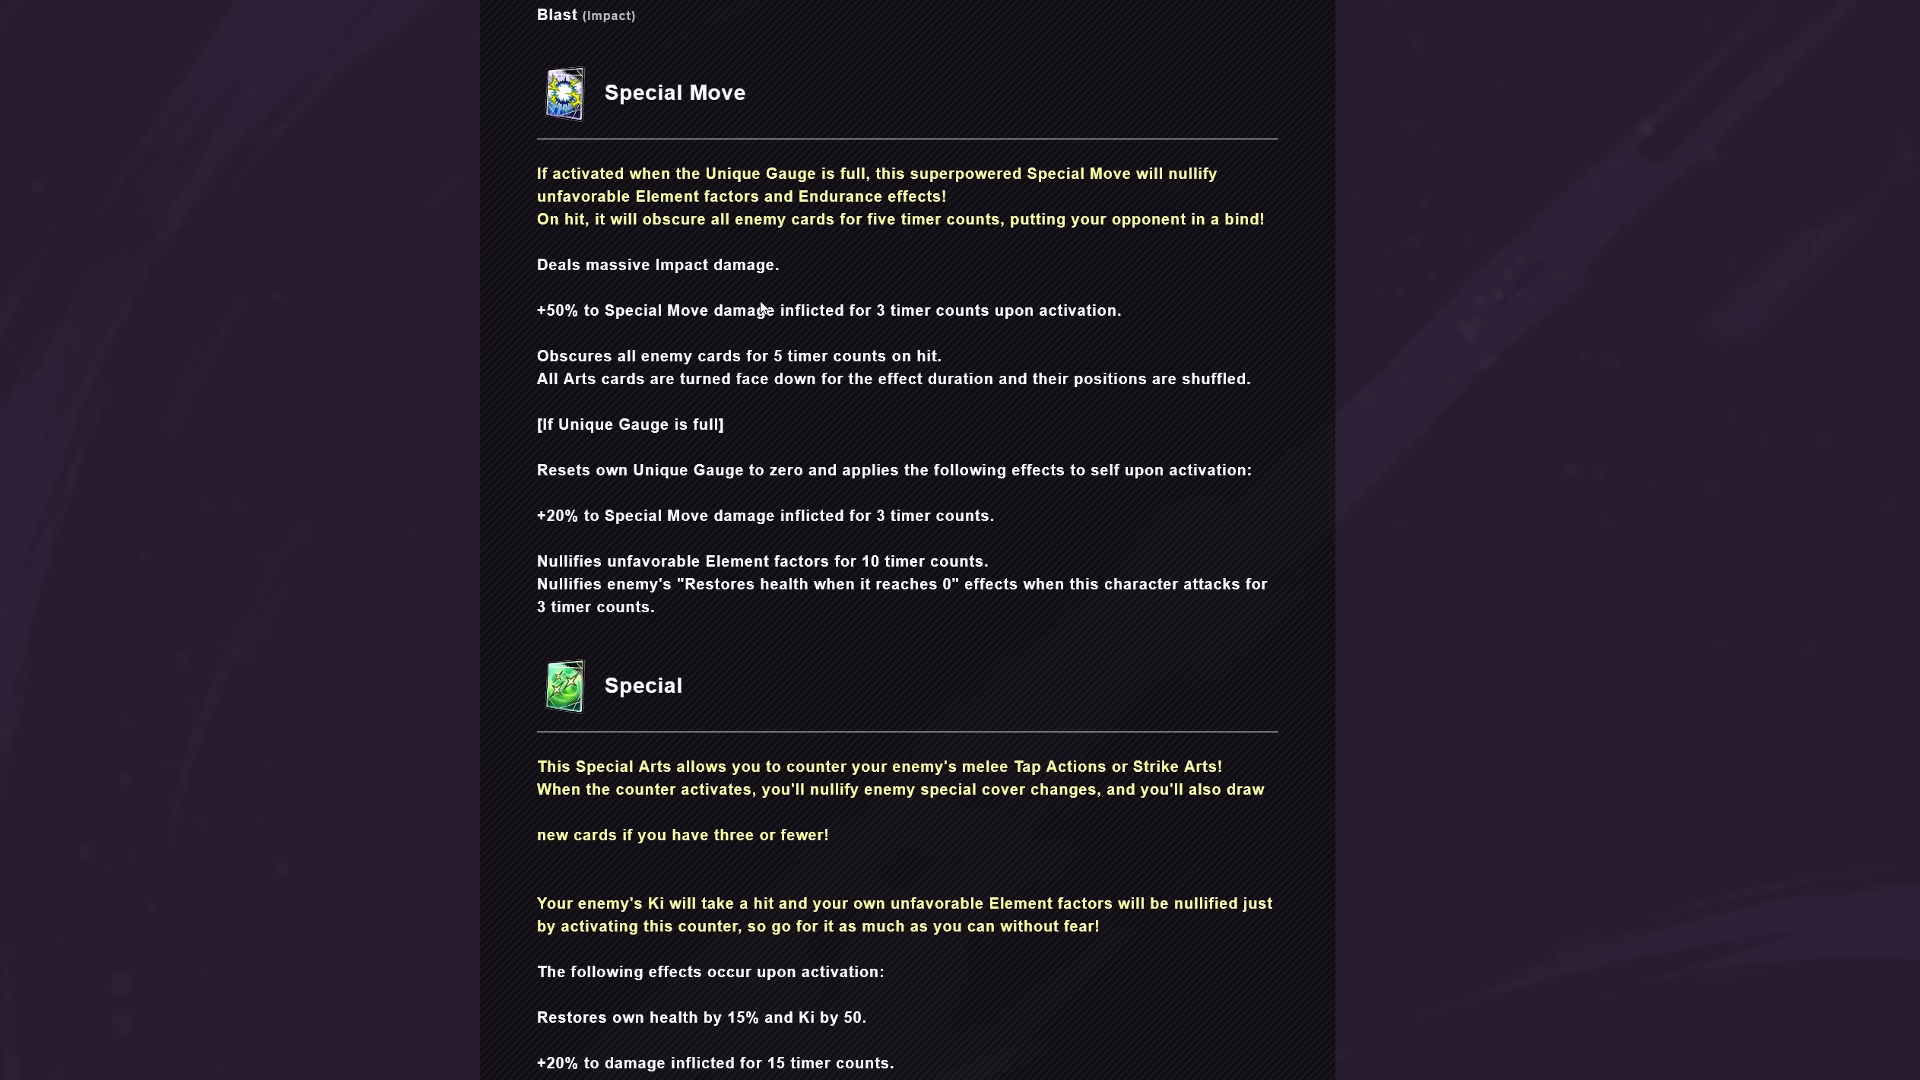 Blast (Impact)
Special Move
If activated when the Unique Gauge is full, this superpowered Special Move will nullify
unfavorable Element factors and Endurance effects!
On hit, it will obscure all enemy cards for five timer counts, putting your opponent in a bind!
Deals massive Impact damage.
+50% to Special Move damage inflicted for 3 timer counts upon activation.
Obscures all enemy cards for 5 timer counts on hit.
All Arts cards are turned face down for the effect duration and their positions are shuffled.
[If Unique Gauge is full]
Resets own Unique Gauge to zero and applies the following effects to self upon activation:
+20% to Special Move damage inflicted for 3 timer counts.
Nullifies unfavorable Element factors for 10 timer counts.
Nullifies enemy's "Restores health when it reaches 0" effects when this character attacks for
3 timer counts.
Special
This Special Arts allows you to counter your enemy's melee Tap Actions or Strike Arts!
When the counter activates, you'll nullify enemy special cover changes, and you'll also draw
new cards if you have three or fewer!
Your enemy's Ki will take a hit and your own unfavorable Element factors will be nullified just
by activating this counter, so go for it as much as you can without fear!
The following effects occur upon activation:
Restores own health by 15% and Ki by 50.
+20% to damage inflicted for 15 timer counts.